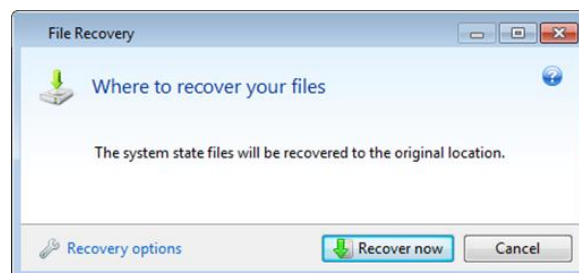 File Recovery
Where to recover your files
The system state files will be recovered to the original location.
Recovery options
Recover now
Cancel